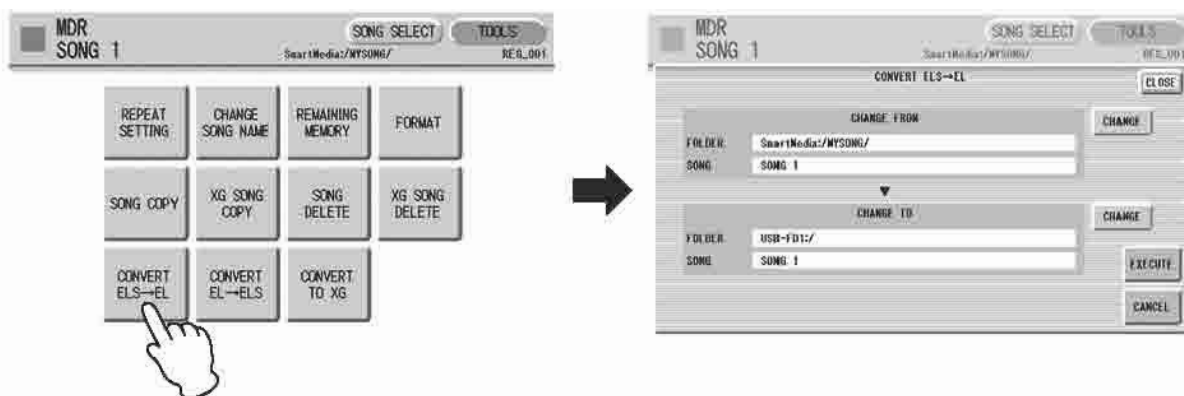 MDR
SONG 1
SONG SELECT
TOOLS
SmartMedia:/MYSONG/
REG_001
REPEAT
SETTING
CHANGE
SONG NAME
REMAINING
MEMORY
FORMAT
SONG COPY
XG SONG
COPY
SONG
DELETE
XG SONG
DELETE
CONVERT
ELS→EL
CONVERT
EL→ELS
CONVERT
TO XG
MDR
SONG 1
SONG SELECT
TOOLS
SmartMedia:/MYSONG/
REG_001
CONVERT ELS→EL
CLOSE
CHANGE FROM
CHANGE
FOLDER SmartMedia:/MYSONG/
SONG SONG 1
▼
CHANGE TO
CHANGE
FOLDER USB-FD1:/
SONG SONG 1
EXECUTE
CANCEL